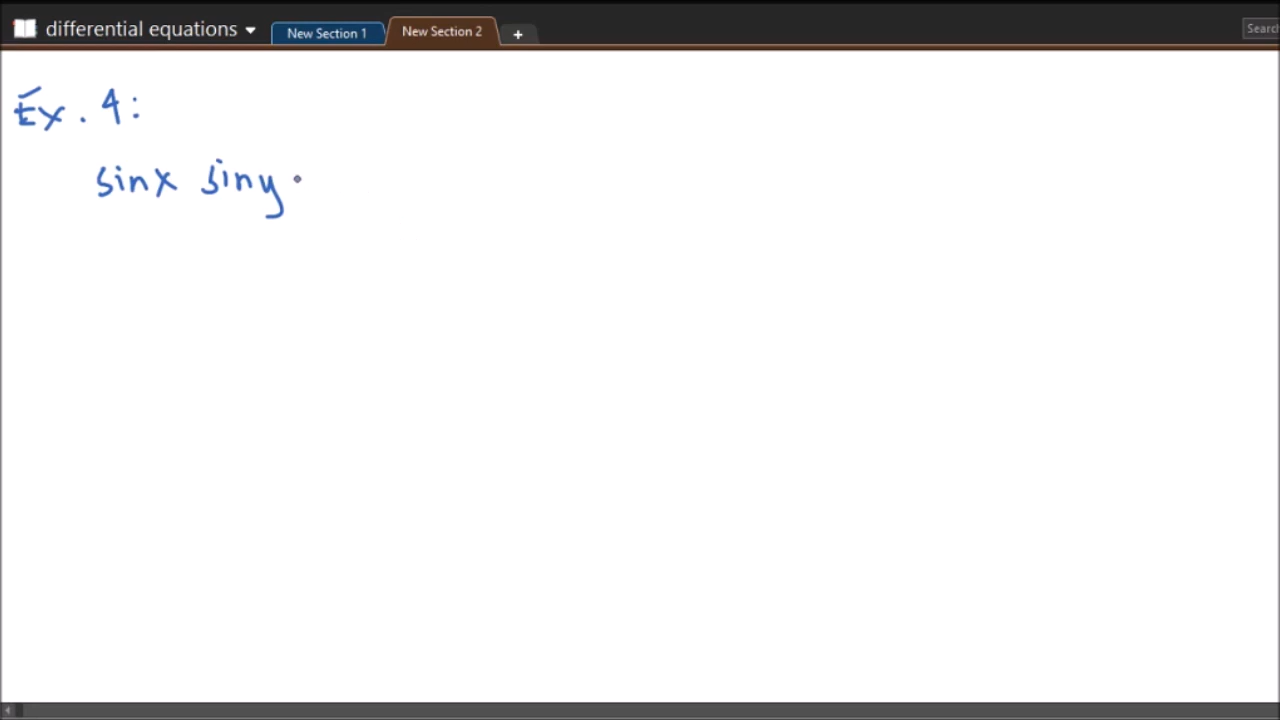 differential equations New Section 1 New Section 2 + Searc
Ex. 4:
sinx siny